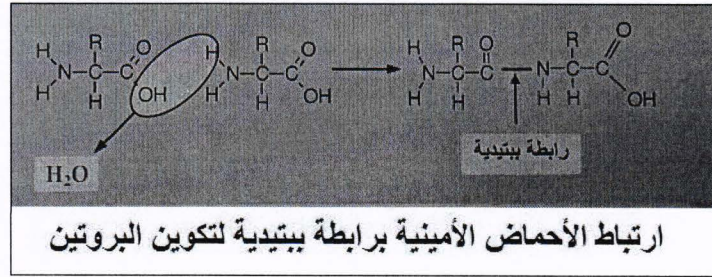 H R O H R O H R O H R O
N—C—C N—C—C → N—C—C—N—C—C
H H OH H H OH H H H H OH
H₂O
رابطة ببتيدية
ارتباط الأحماض الأمينية برابطة ببتيدية لتكوين البروتين